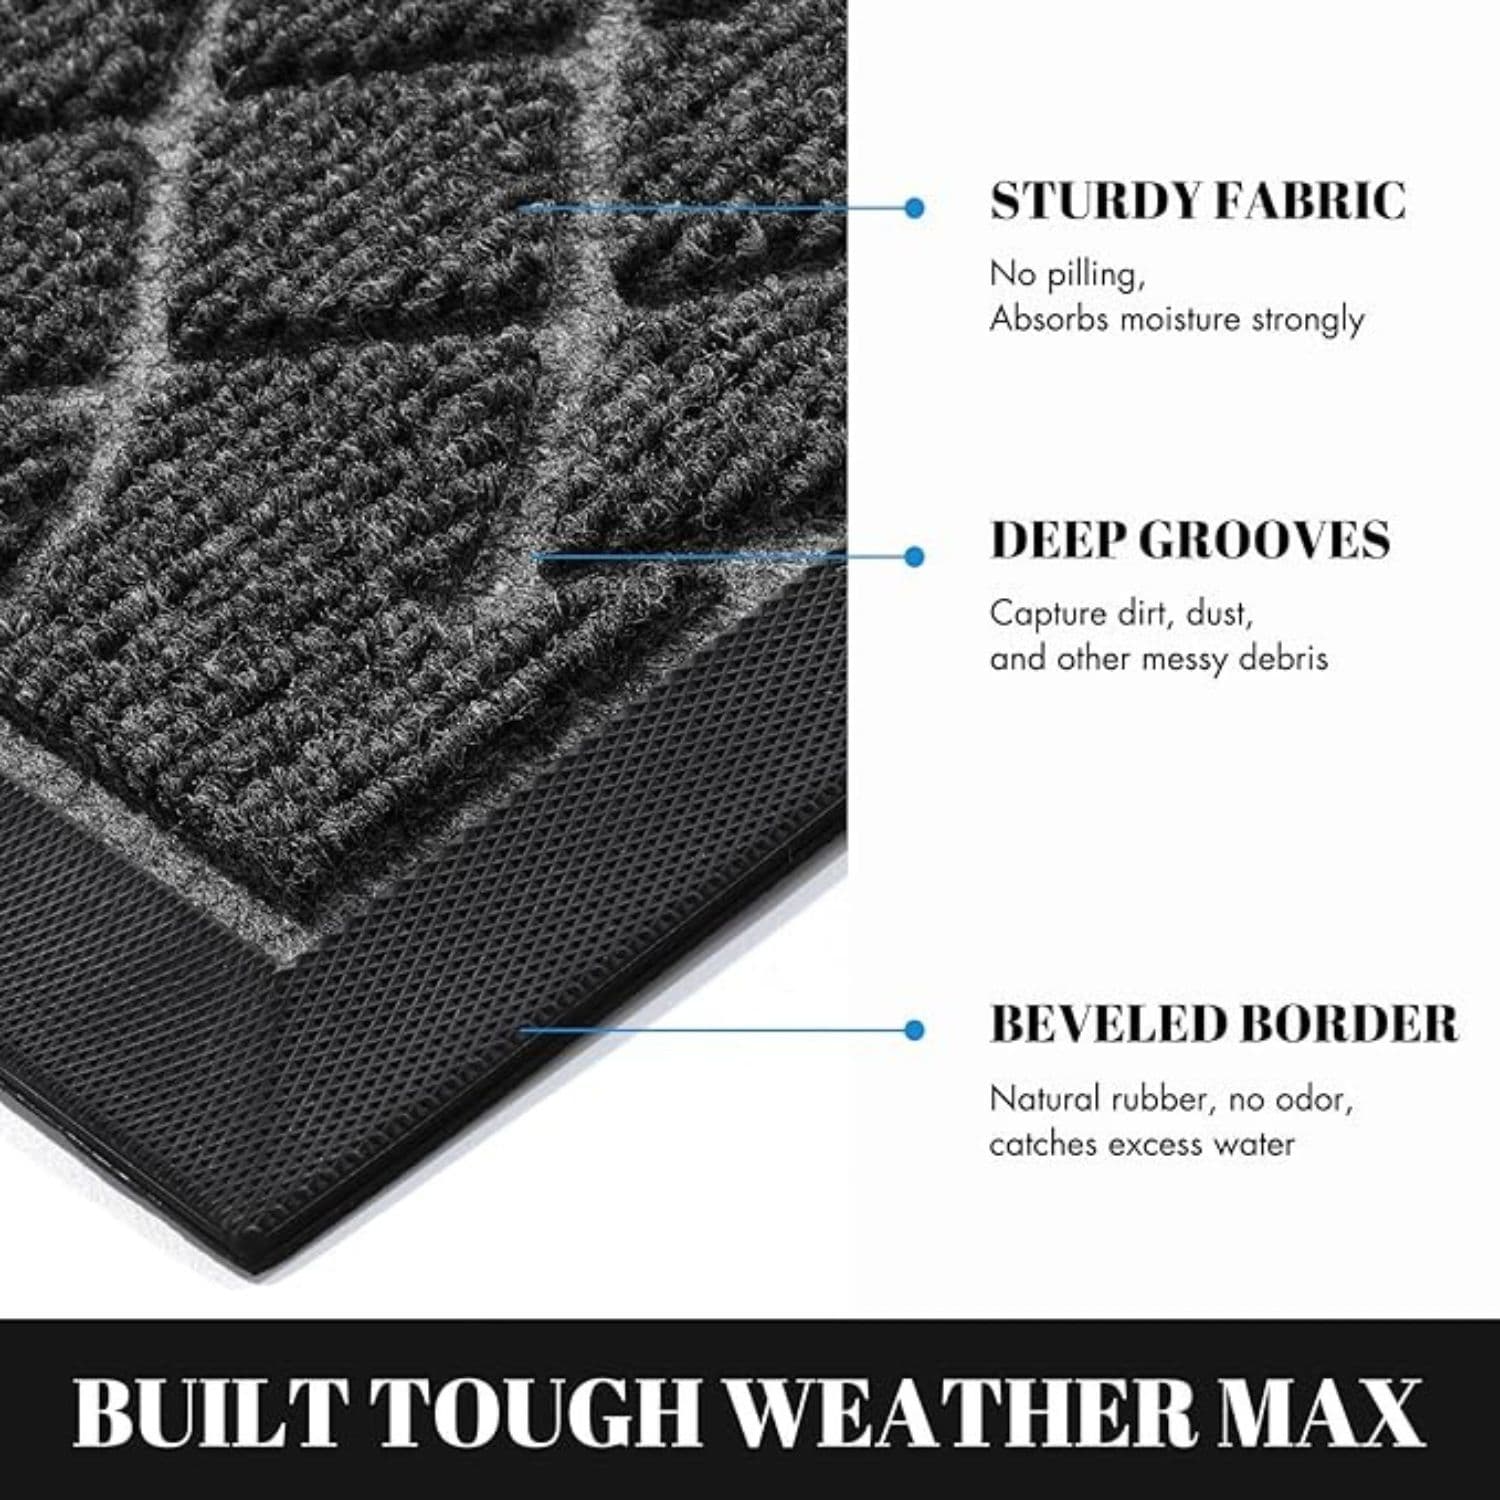 STURDY FABRIC
No pilling,
Absorbs moisture strongly
DEEP GROOVES
Capture dirt, dust,
and other messy debris
BEVELED BORDER
Natural rubber, no odor,
catches excess water
BUILT TOUGH WEATHER MAX